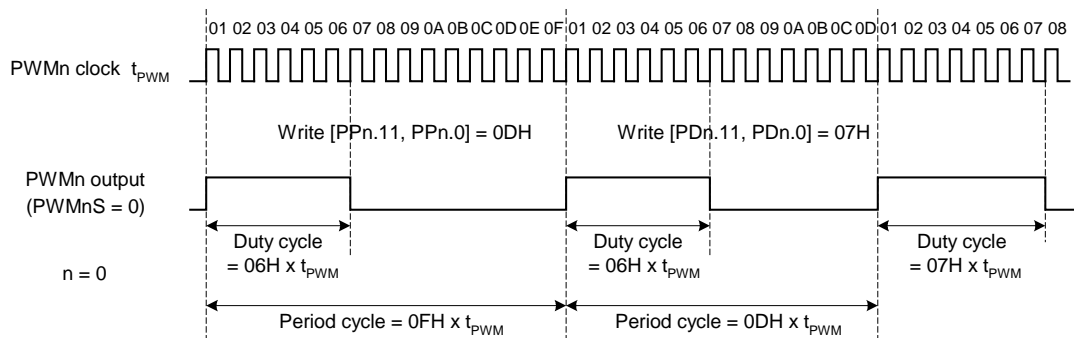 01 02 03 04 05 06 07 08 09 0A 0B 0C 0D 0E 0F 01 02 03 04 05 06 07 08 09 0A 0B 0C 0D 01 02 03 04 05 06 07 08
PWMn clock tPWM
Write [PPn.11, PPn.0] = 0DH
Write [PDn.11, PDn.0] = 07H
PWMn output
(PWMnS = 0)
Duty cycle
= 06H x tPWM
Duty cycle
= 06H x tPWM
Duty cycle
= 07H x tPWM
n = 0
Period cycle = 0FH x tPWM
Period cycle = 0DH x tPWM